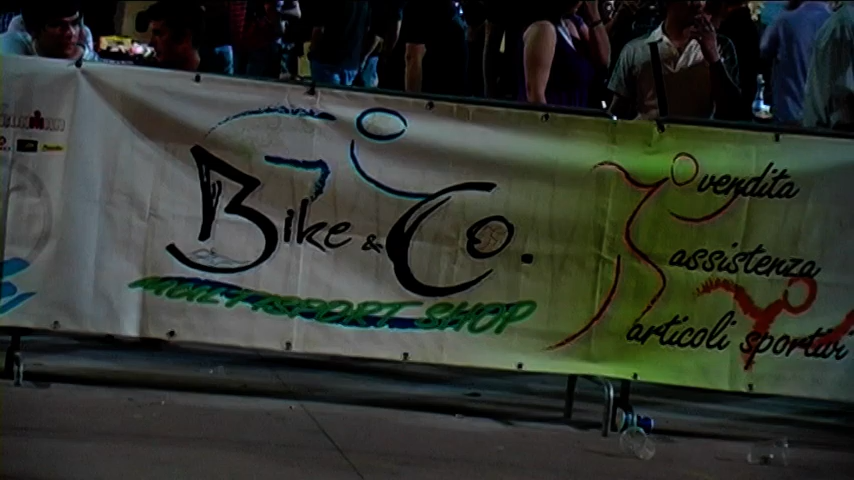 Bike & Co.
MULTISPORT SHOP
vendita
assistenza
articoli sportivi